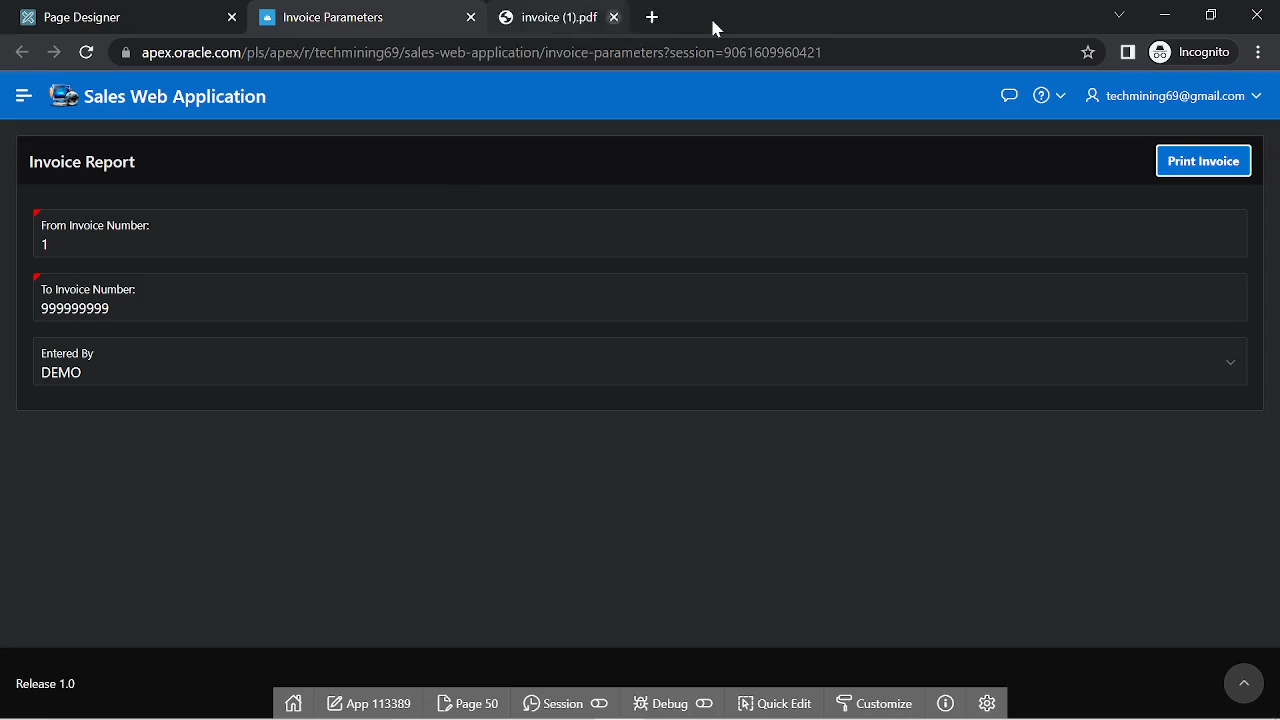 Page Designer
Invoice Parameters
invoice (1).pdf
apex.oracle.com/pls/apex/r/techmining69/sales-web-application/invoice-parameters?session=9061609960421
Incognito
Sales Web Application
techmining69@gmail.com
Invoice Report
Print Invoice
From Invoice Number:
1
To Invoice Number:
999999999
Entered By
DEMO
Release 1.0
App 113389
Page 50
Session
Debug
Quick Edit
Customize